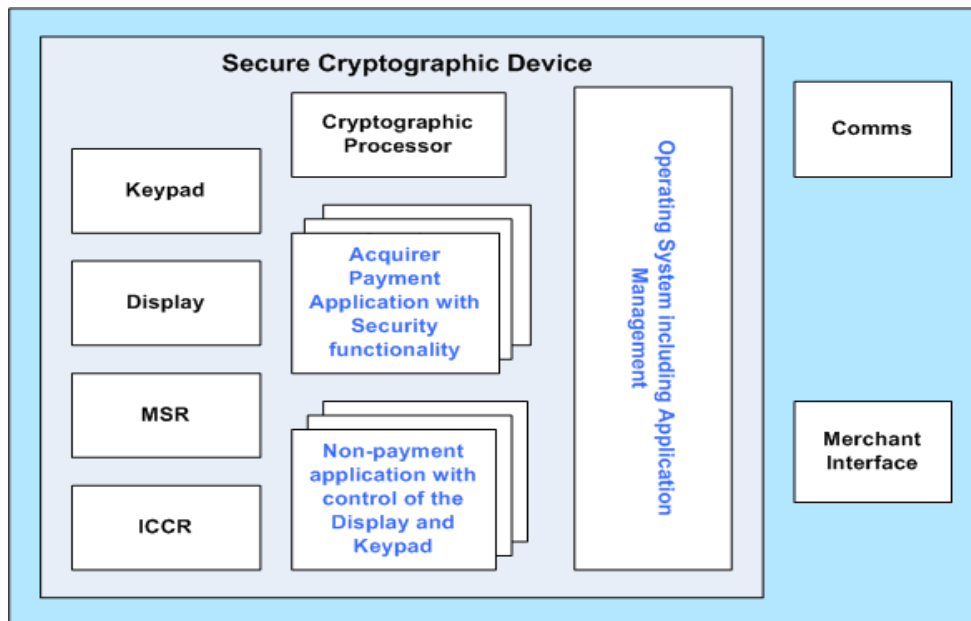 Secure Cryptographic Device
Cryptographic
Processor
Keypad
Display
MSR
ICCR
Acquirer
Payment
Application with
Security
functionality
Non-payment
application with
control of the
Display and
Keypad
Operating System including Application
Management
Comms
Merchant
Interface